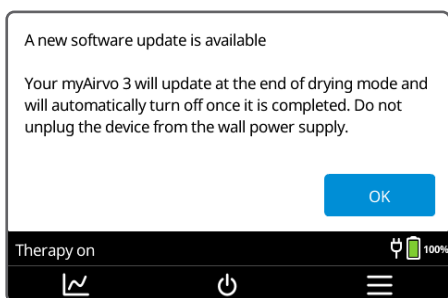 A new software update is available
Your myAirvo 3 will update at the end of drying mode and
will automatically turn off once it is completed. Do not
unplug the device from the wall power supply.
OK
Therapy on
100%